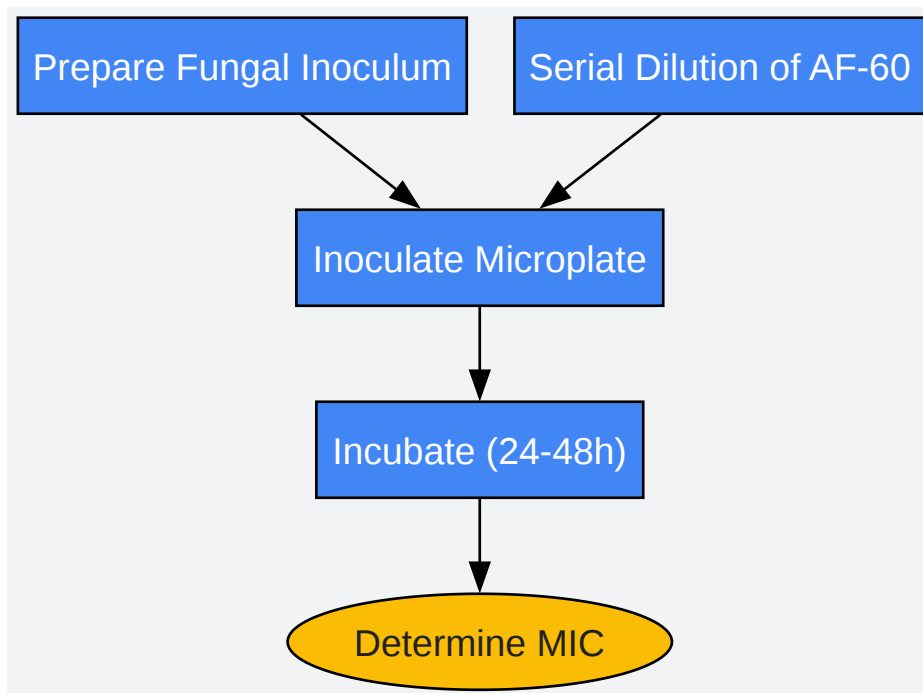 Prepare Fungal Inoculum
Serial Dilution of AF-60
Inoculate Microplate
Incubate (24-48h)
Determine MIC